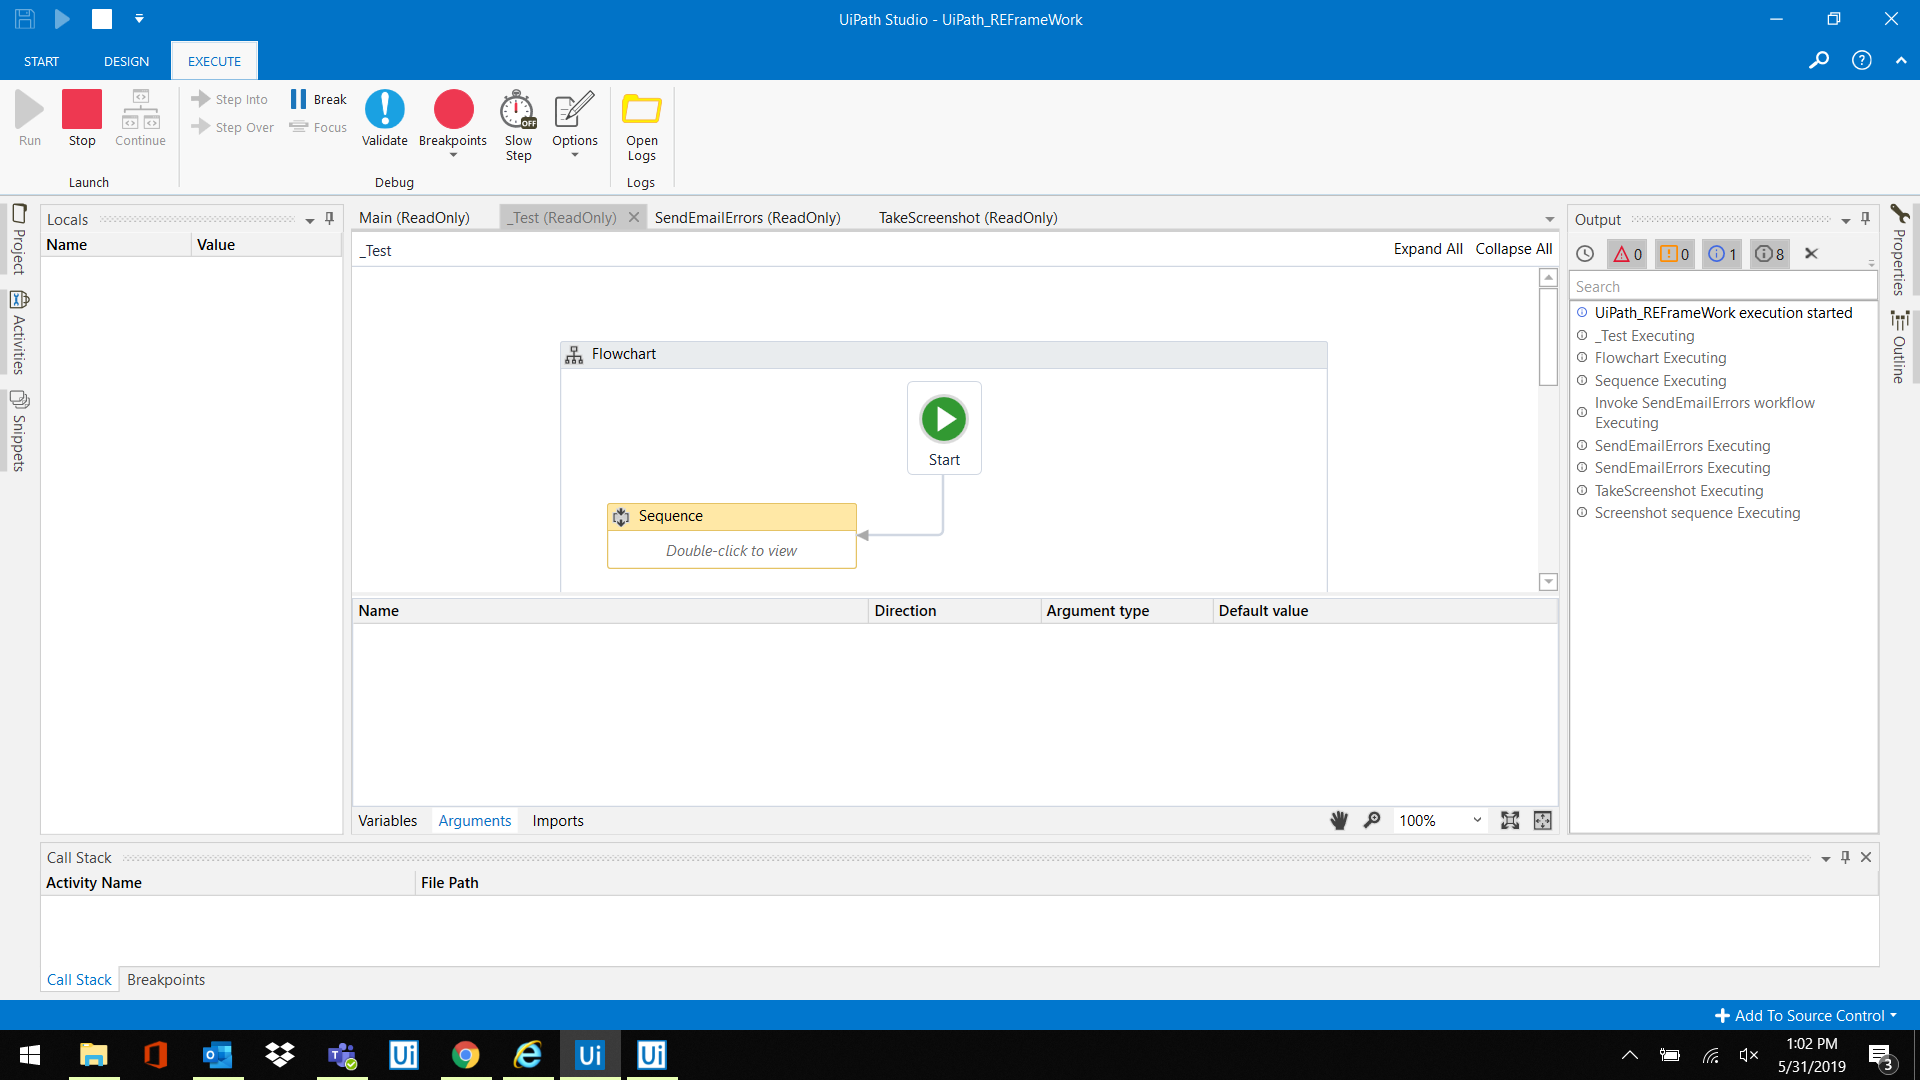 UiPath Studio - UiPath_REFrameWork
START
DESIGN
EXECUTE
Run
Stop
Continue
Launch
Step Into
Step Over
Break
Focus
Validate
Breakpoints
OFF
Slow
Step
Options
Debug
Open
Logs
Logs
Project
Activities
Snippets
Locals
Name
Value
Main (ReadOnly)
_Test (ReadOnly)
SendEmailErrors (ReadOnly)
TakeScreenshot (ReadOnly)
_Test
Expand All
Collapse All
Flowchart
Start
Sequence
Double-click to view
Name
Direction
Argument type
Default value
Variables
Arguments
Imports
100%
Output
0
0
1
8
Search
UiPath_REFrameWork execution started
_Test Executing
Flowchart Executing
Sequence Executing
Invoke SendEmailErrors workflow
Executing
SendEmailErrors Executing
SendEmailErrors Executing
TakeScreenshot Executing
Screenshot sequence Executing
Properties
Outline
Call Stack
Activity Name
File Path
Call Stack
Breakpoints
Add To Source Control
Ui
Ui
Ui
1:02 PM
5/31/2019
3